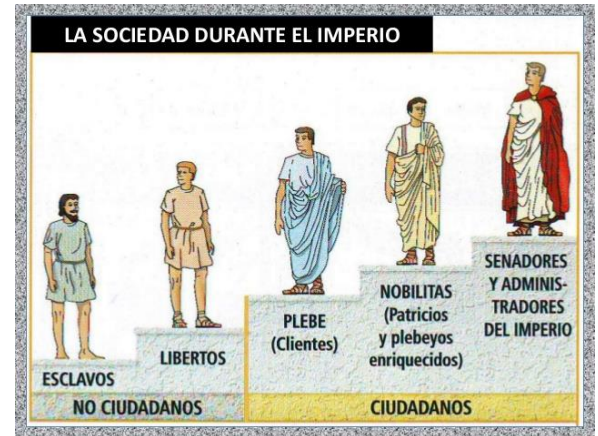 LA SOCIEDAD DURANTE EL IMPERIO
ESCLAVOS
LIBERTOS
PLEBE
(Clientes)
NOBILITAS
(Patricios
y plebeyos
enriquecidos)
SENADORES
Y ADMINIS-
TRADORES
DEL IMPERIO
NO CIUDADANOS
CIUDADANOS